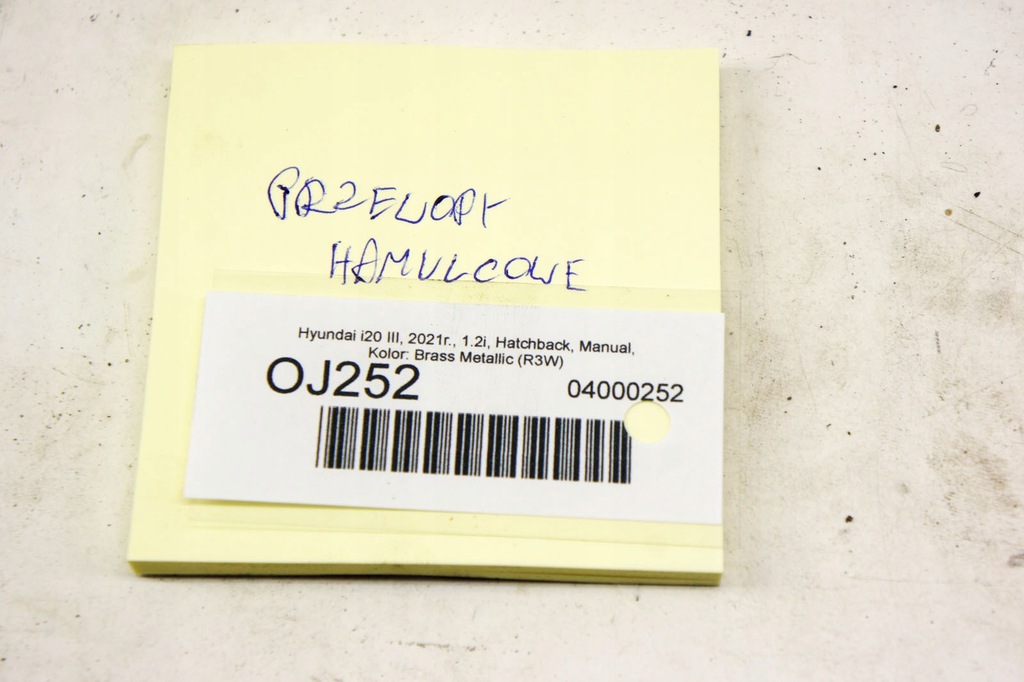 PRZEWODY
HAMULCOWE
Hyundai i20 III, 2021r., 1.2i, Hatchback, Manual,
Kolor: Brass Metallic (R3W)
OJ252
04000252